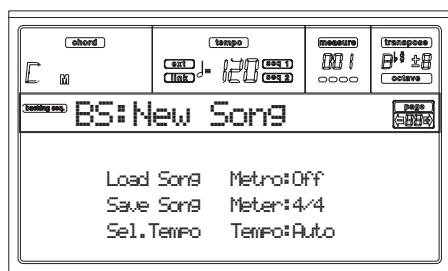 chord tempo measure transpose
C M ext link ♩= 120 seq 1 seq 2 001 octave
backing seq. BS:New Song page
Load Song Metro:Off
Save Song Meter:4/4
Sel.Tempo Tempo:Auto